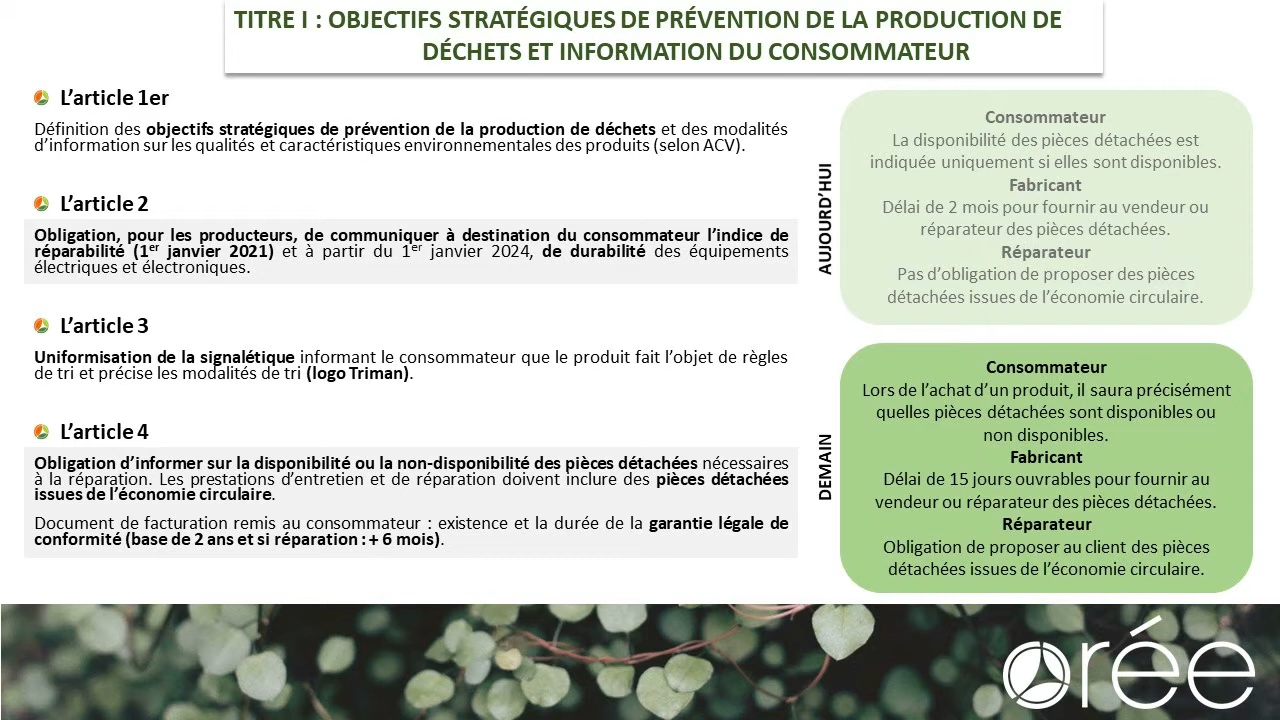 TITRE I : OBJECTIFS STRATÉGIQUES DE PRÉVENTION DE LA PRODUCTION DE
DÉCHETS ET INFORMATION DU CONSOMMATEUR
L’article 1er
Définition des objectifs stratégiques de prévention de la production de déchets et des modalités
d’information sur les qualités et caractéristiques environnementales des produits (selon ACV).
L’article 2
Obligation, pour les producteurs, de communiquer à destination du consommateur l’indice de
réparabilité (1er janvier 2021) et à partir du 1er janvier 2024, de durabilité des équipements
électriques et électroniques.
L’article 3
Uniformisation de la signalétique informant le consommateur que le produit fait l’objet de règles
de tri et précise les modalités de tri (logo Triman).
L’article 4
Obligation d’informer sur la disponibilité ou la non-disponibilité des pièces détachées nécessaires
à la réparation. Les prestations d’entretien et de réparation doivent inclure des pièces détachées
issues de l’économie circulaire.
Document de facturation remis au consommateur : existence et la durée de la garantie légale de
conformité (base de 2 ans et si réparation : + 6 mois).
AUJOURD’HUI
Consommateur
La disponibilité des pièces détachées est
indiquée uniquement si elles sont disponibles.
Fabricant
Délai de 2 mois pour fournir au vendeur ou
réparateur des pièces détachées.
Réparateur
Pas d’obligation de proposer des pièces
détachées issues de l’économie circulaire.
DEMAIN
Consommateur
Lors de l’achat d’un produit, il saura précisément
quelles pièces détachées sont disponibles ou
non disponibles.
Fabricant
Délai de 15 jours ouvrables pour fournir au
vendeur ou réparateur des pièces détachées.
Réparateur
Obligation de proposer au client des pièces
détachées issues de l’économie circulaire.
orée